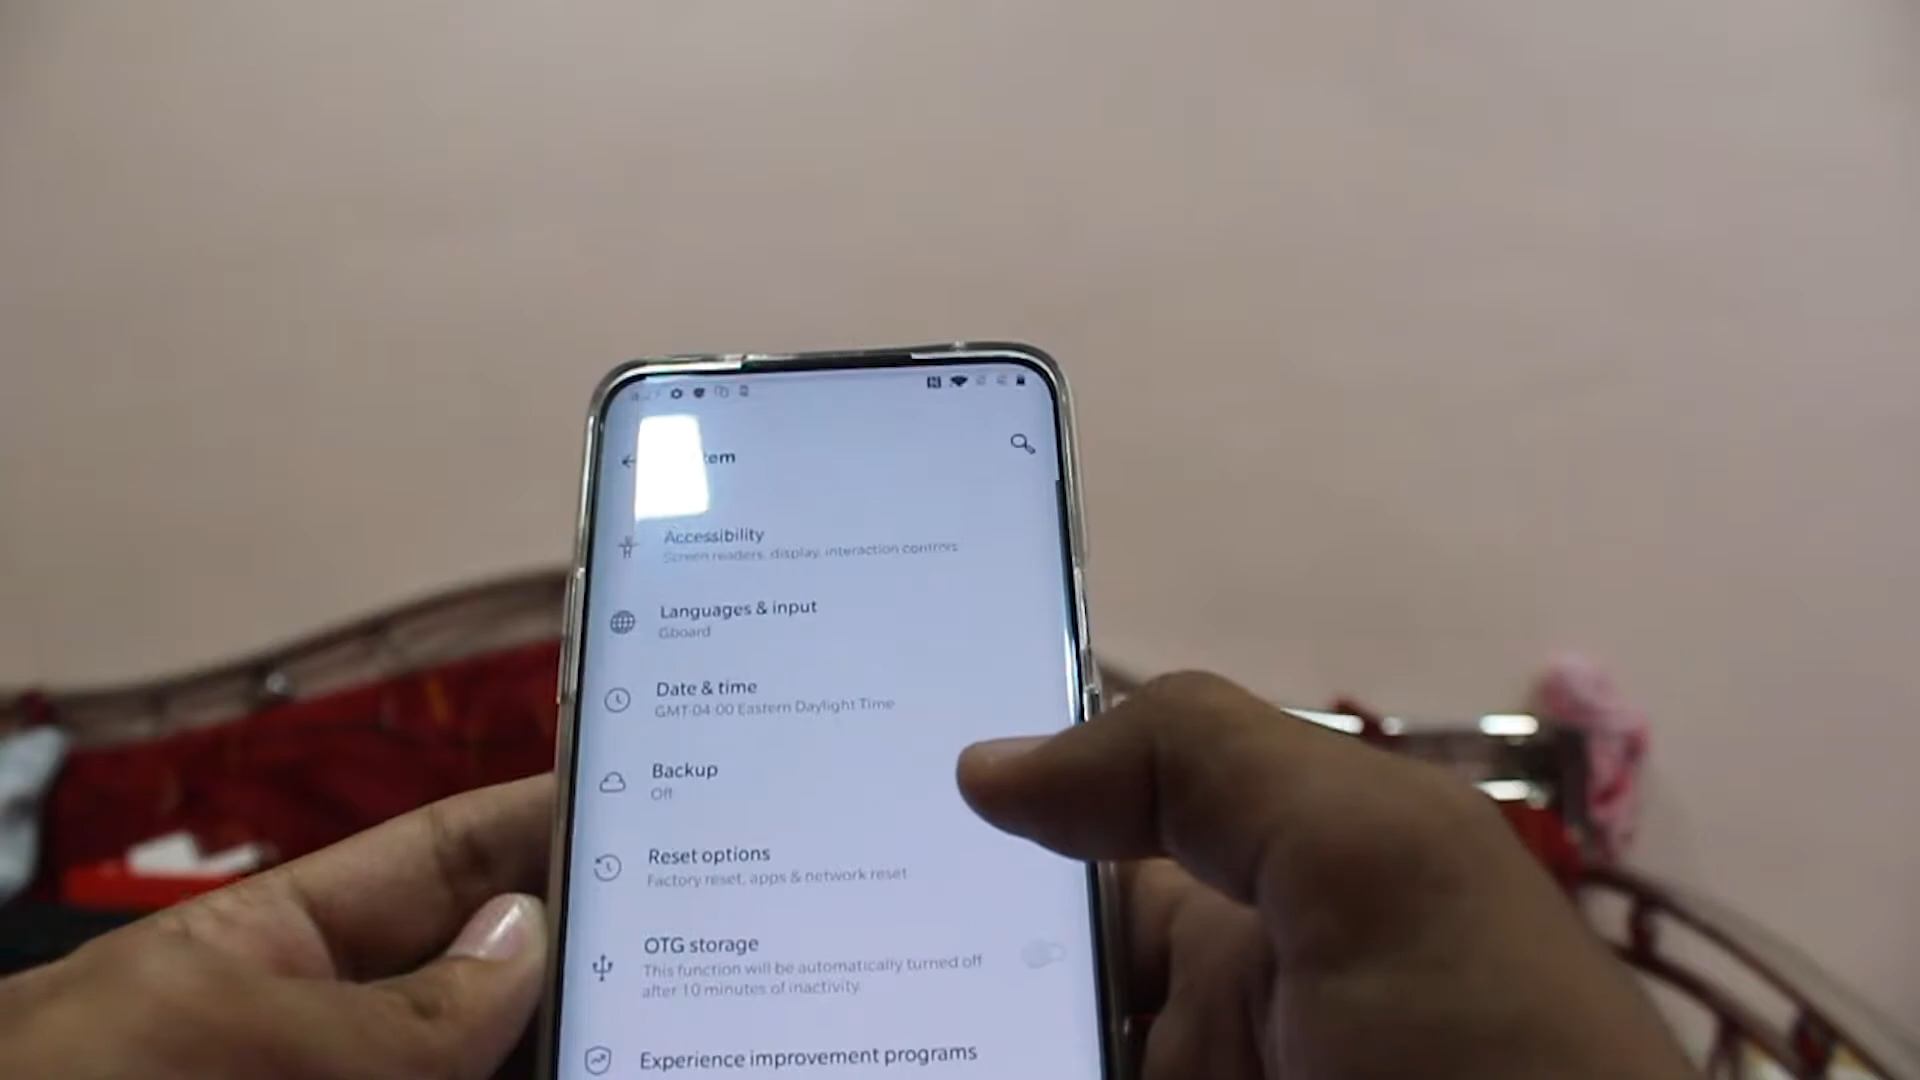 Accessibility
Screen readers, display, interaction controls
Languages & input
Gboard
Date & time
GMT-04:00 Eastern Daylight Time
Backup
Off
Reset options
Factory reset, apps & network reset
OTG storage
This function will be automatically turned off
after 10 minutes of inactivity.
Experience improvement programs